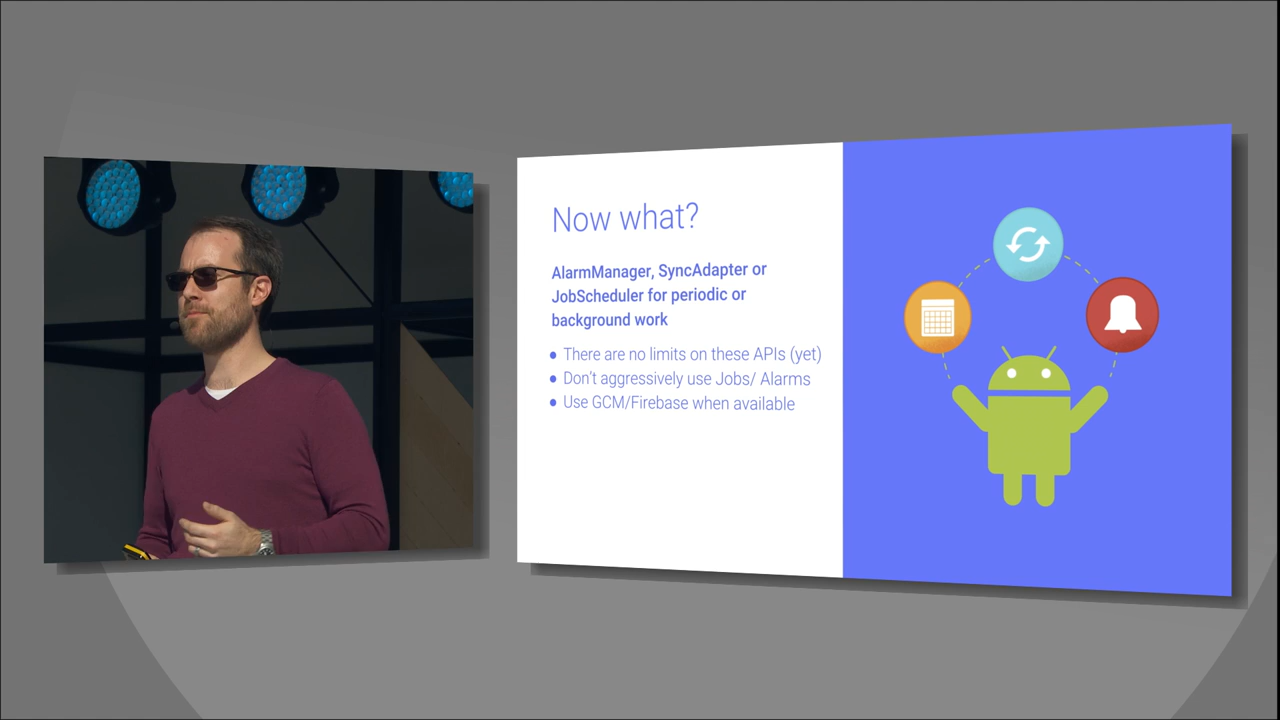 Now what?
AlarmManager, SyncAdapter or
JobScheduler for periodic or
background work
There are no limits on these APIs (yet)
Don't aggressively use Jobs/ Alarms
Use GCM/Firebase when available